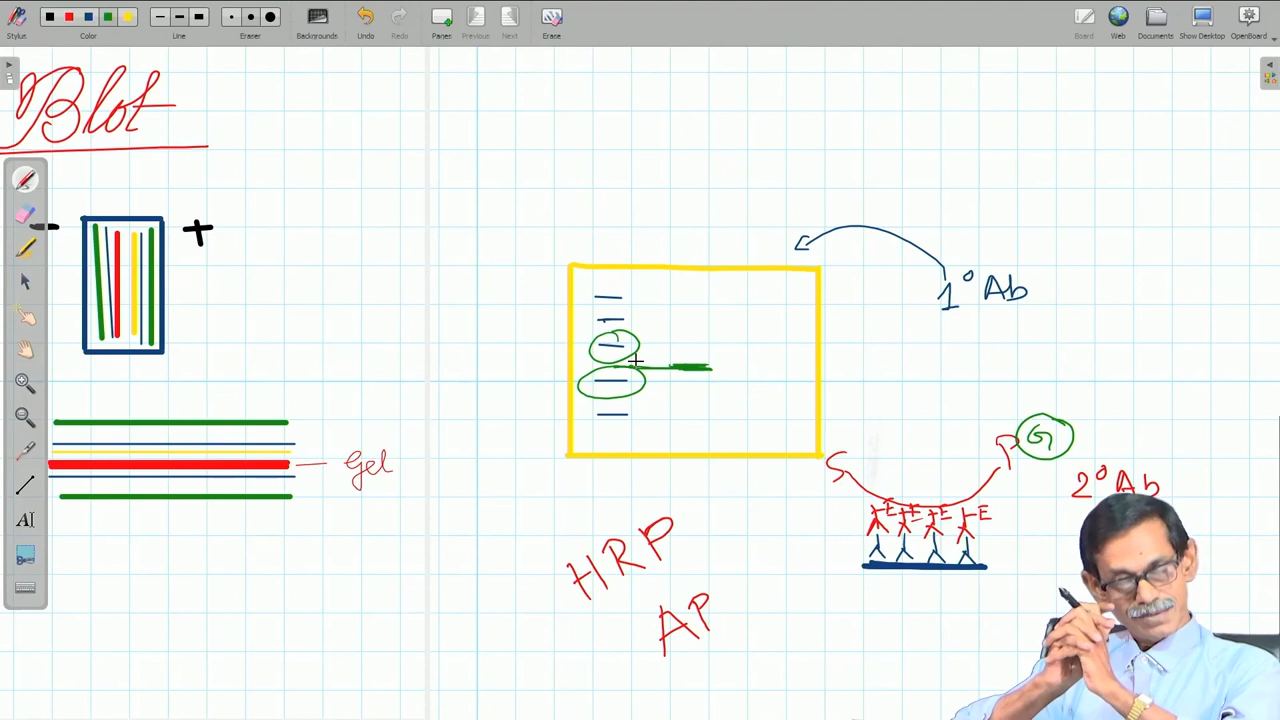 Stylus
Color
Line
Eraser
Backgrounds
Undo
Redo
Pages
Previous
Next
Erase
Board
Web
Documents
Show Desktop
OpenBoard
Blot
- +
1° Ab
Gel
S
G
2° Ab
E E E E
HRP
AP